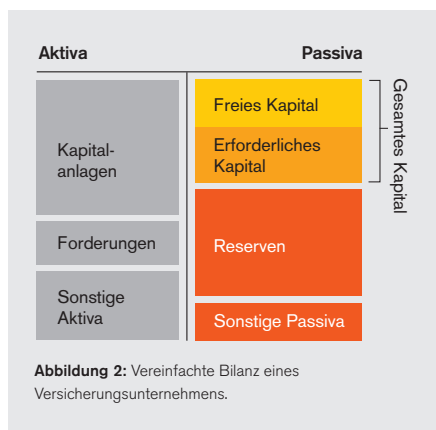 Aktiva
Passiva
Kapital-
anlagen
Forderungen
Sonstige
Aktiva
Freies Kapital
Erforderliches
Kapital
Reserven
Sonstige Passiva
Gesamtes Kapital
Abbildung 2: Vereinfachte Bilanz eines
Versicherungsunternehmens.